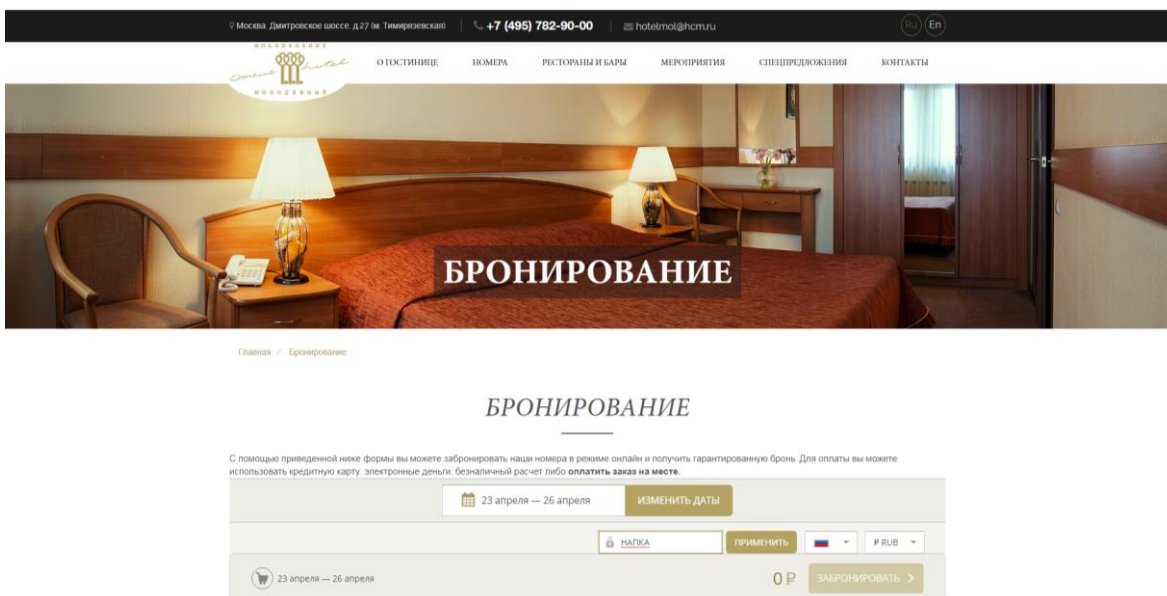 Москва, Дмитровское шоссе, д.27 (м. Тимирязевская) +7 (495) 782-90-00 hotelmol@hcm.ru Ru En
MOLODYOZHNY
hotel
МОЛОДЕЖНЫЙ
О ГОСТИНИЦЕ НОМЕРА РЕСТОРАНЫ И БАРЫ МЕРОПРИЯТИЯ СПЕЦПРЕДЛОЖЕНИЯ КОНТАКТЫ
БРОНИРОВАНИЕ
Главная / Бронирование
БРОНИРОВАНИЕ
С помощью приведенной ниже формы вы можете забронировать наши номера в режиме онлайн и получить гарантированную бронь. Для оплаты вы можете
использовать кредитную карту, электронные деньги, безналичный расчет либо оплатить заказ на месте.
23 апреля — 26 апреля ИЗМЕНИТЬ ДАТЫ
НАПКА ПРИМЕНИТЬ ₽ RUB
23 апреля — 26 апреля 0 ₽ ЗАБРОНИРОВАТЬ